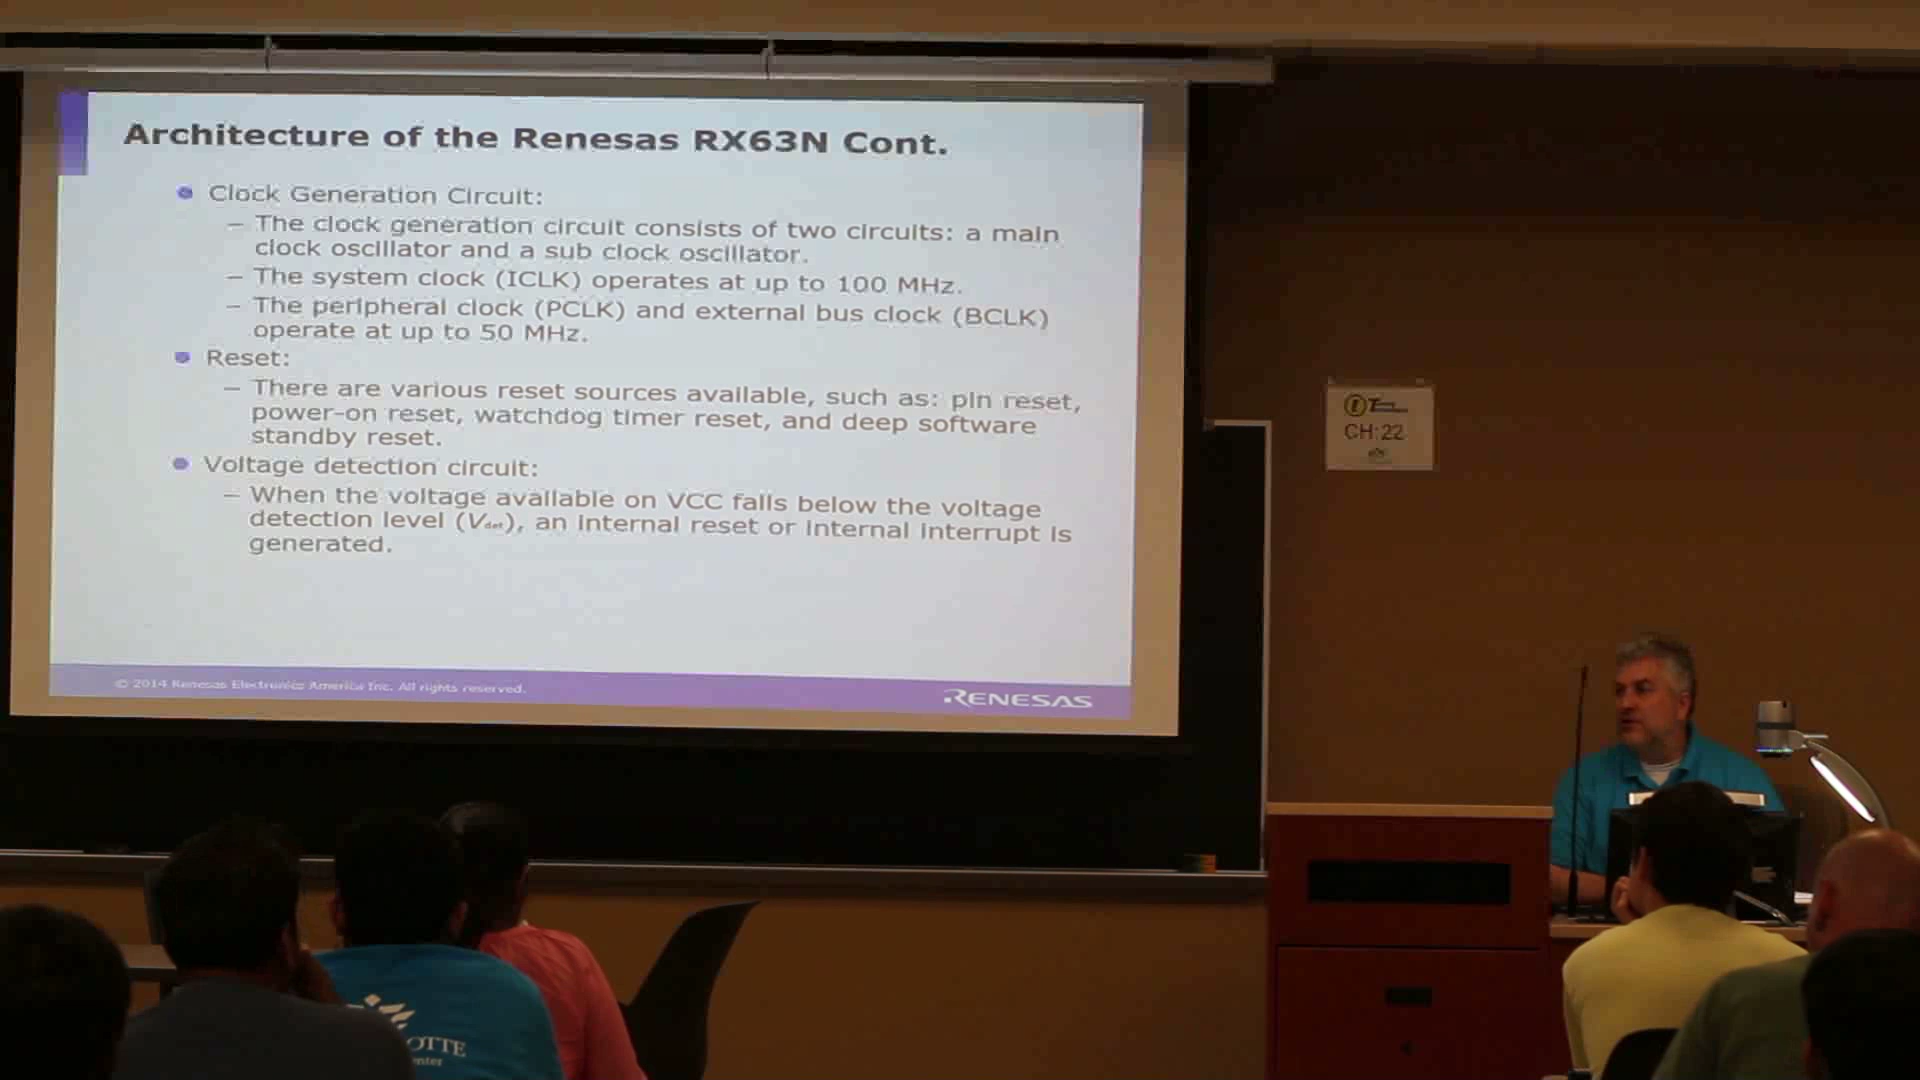 Architecture of the Renesas RX63N Cont.
Clock Generation Circuit:
– The clock generation circuit consists of two circuits: a main
clock oscillator and a sub clock oscillator.
– The system clock (ICLK) operates at up to 100 MHz.
– The peripheral clock (PCLK) and external bus clock (BCLK)
operate at up to 50 MHz.
Reset:
– There are various reset sources available, such as: pin reset,
power-on reset, watchdog timer reset, and deep software
standby reset.
Voltage detection circuit:
– When the voltage available on VCC falls below the voltage
detection level (Vdet), an internal reset or internal interrupt is
generated.
© 2014 Renesas Electronics America Inc. All rights reserved.
RENESAS
CH:22
OTTE
enter